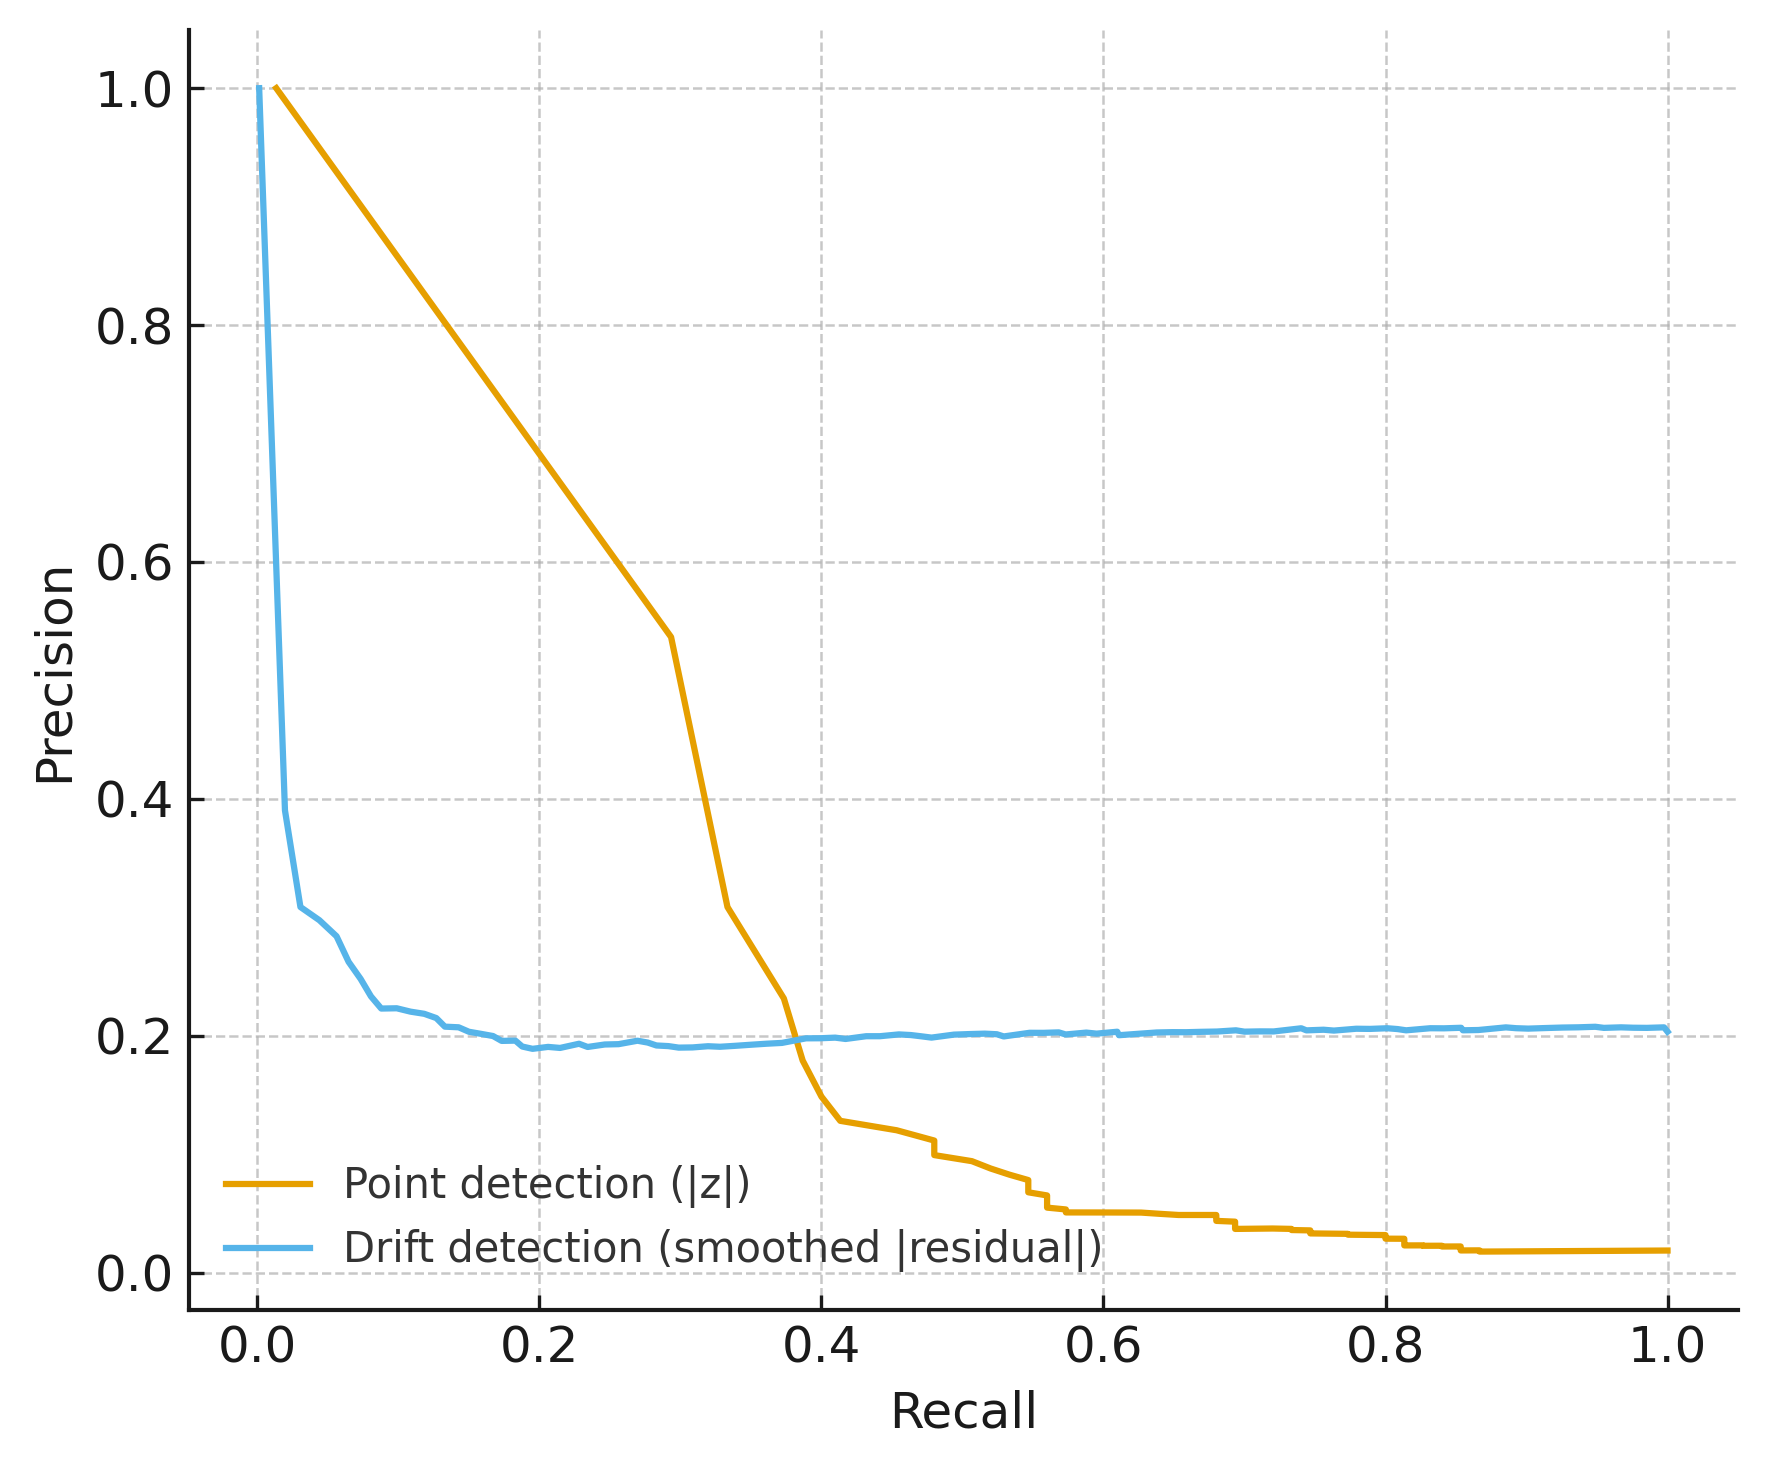 1.0
0.8
0.6
0.4
0.2
0.0
Precision
Point detection (|z|)
Drift detection (smoothed |residual|)
0.0 0.2 0.4 0.6 0.8 1.0
Recall